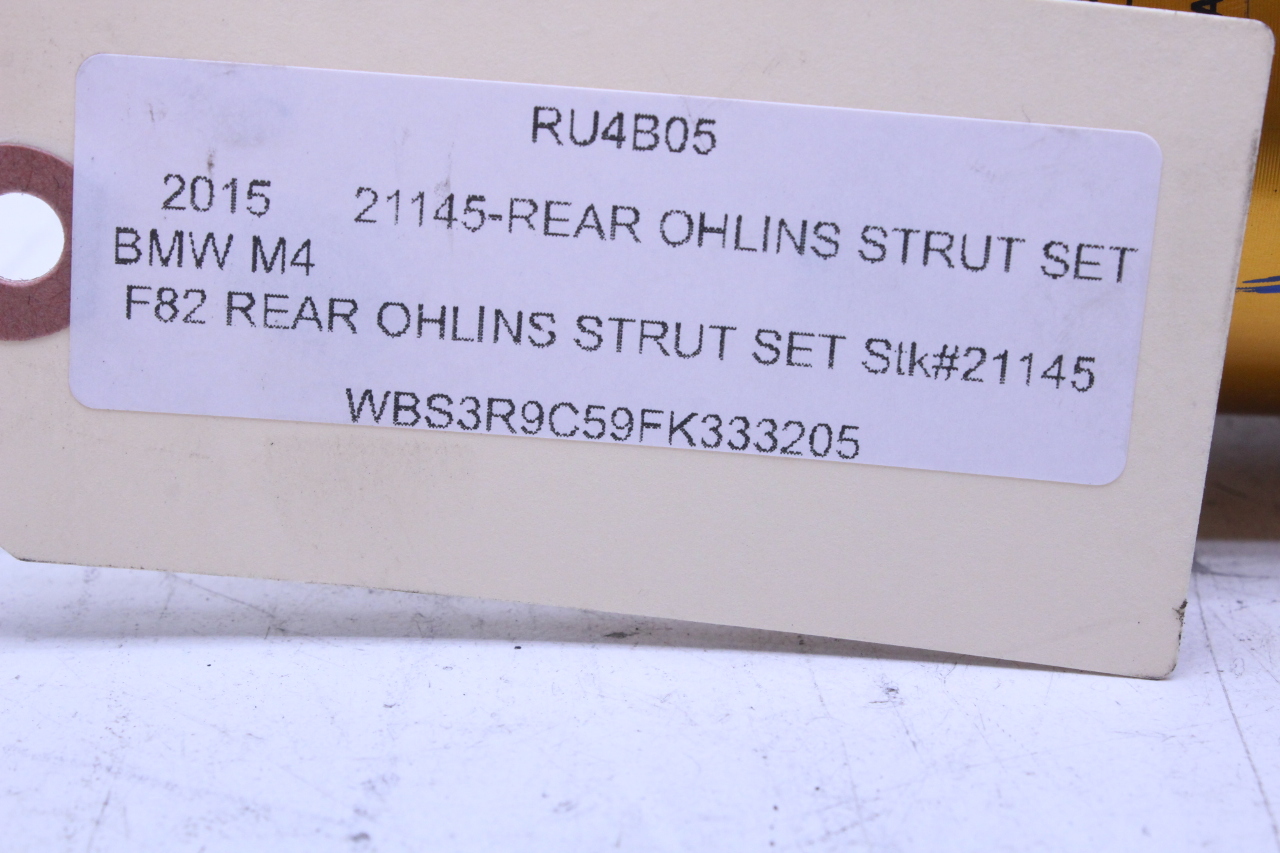 RU4B05
2015 21145-REAR OHLINS STRUT SET
BMW M4
F82 REAR OHLINS STRUT SET Stk#21145
WBS3R9C59FK333205